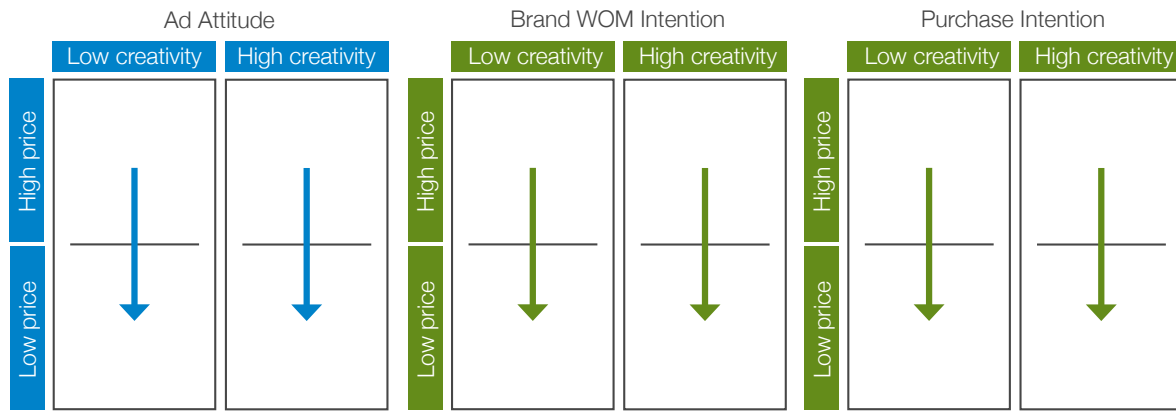 Ad Attitude
Brand WOM Intention
Purchase Intention
Low creativity
High creativity
Low creativity
High creativity
Low creativity
High creativity
High price
High price
High price
Low price
Low price
Low price